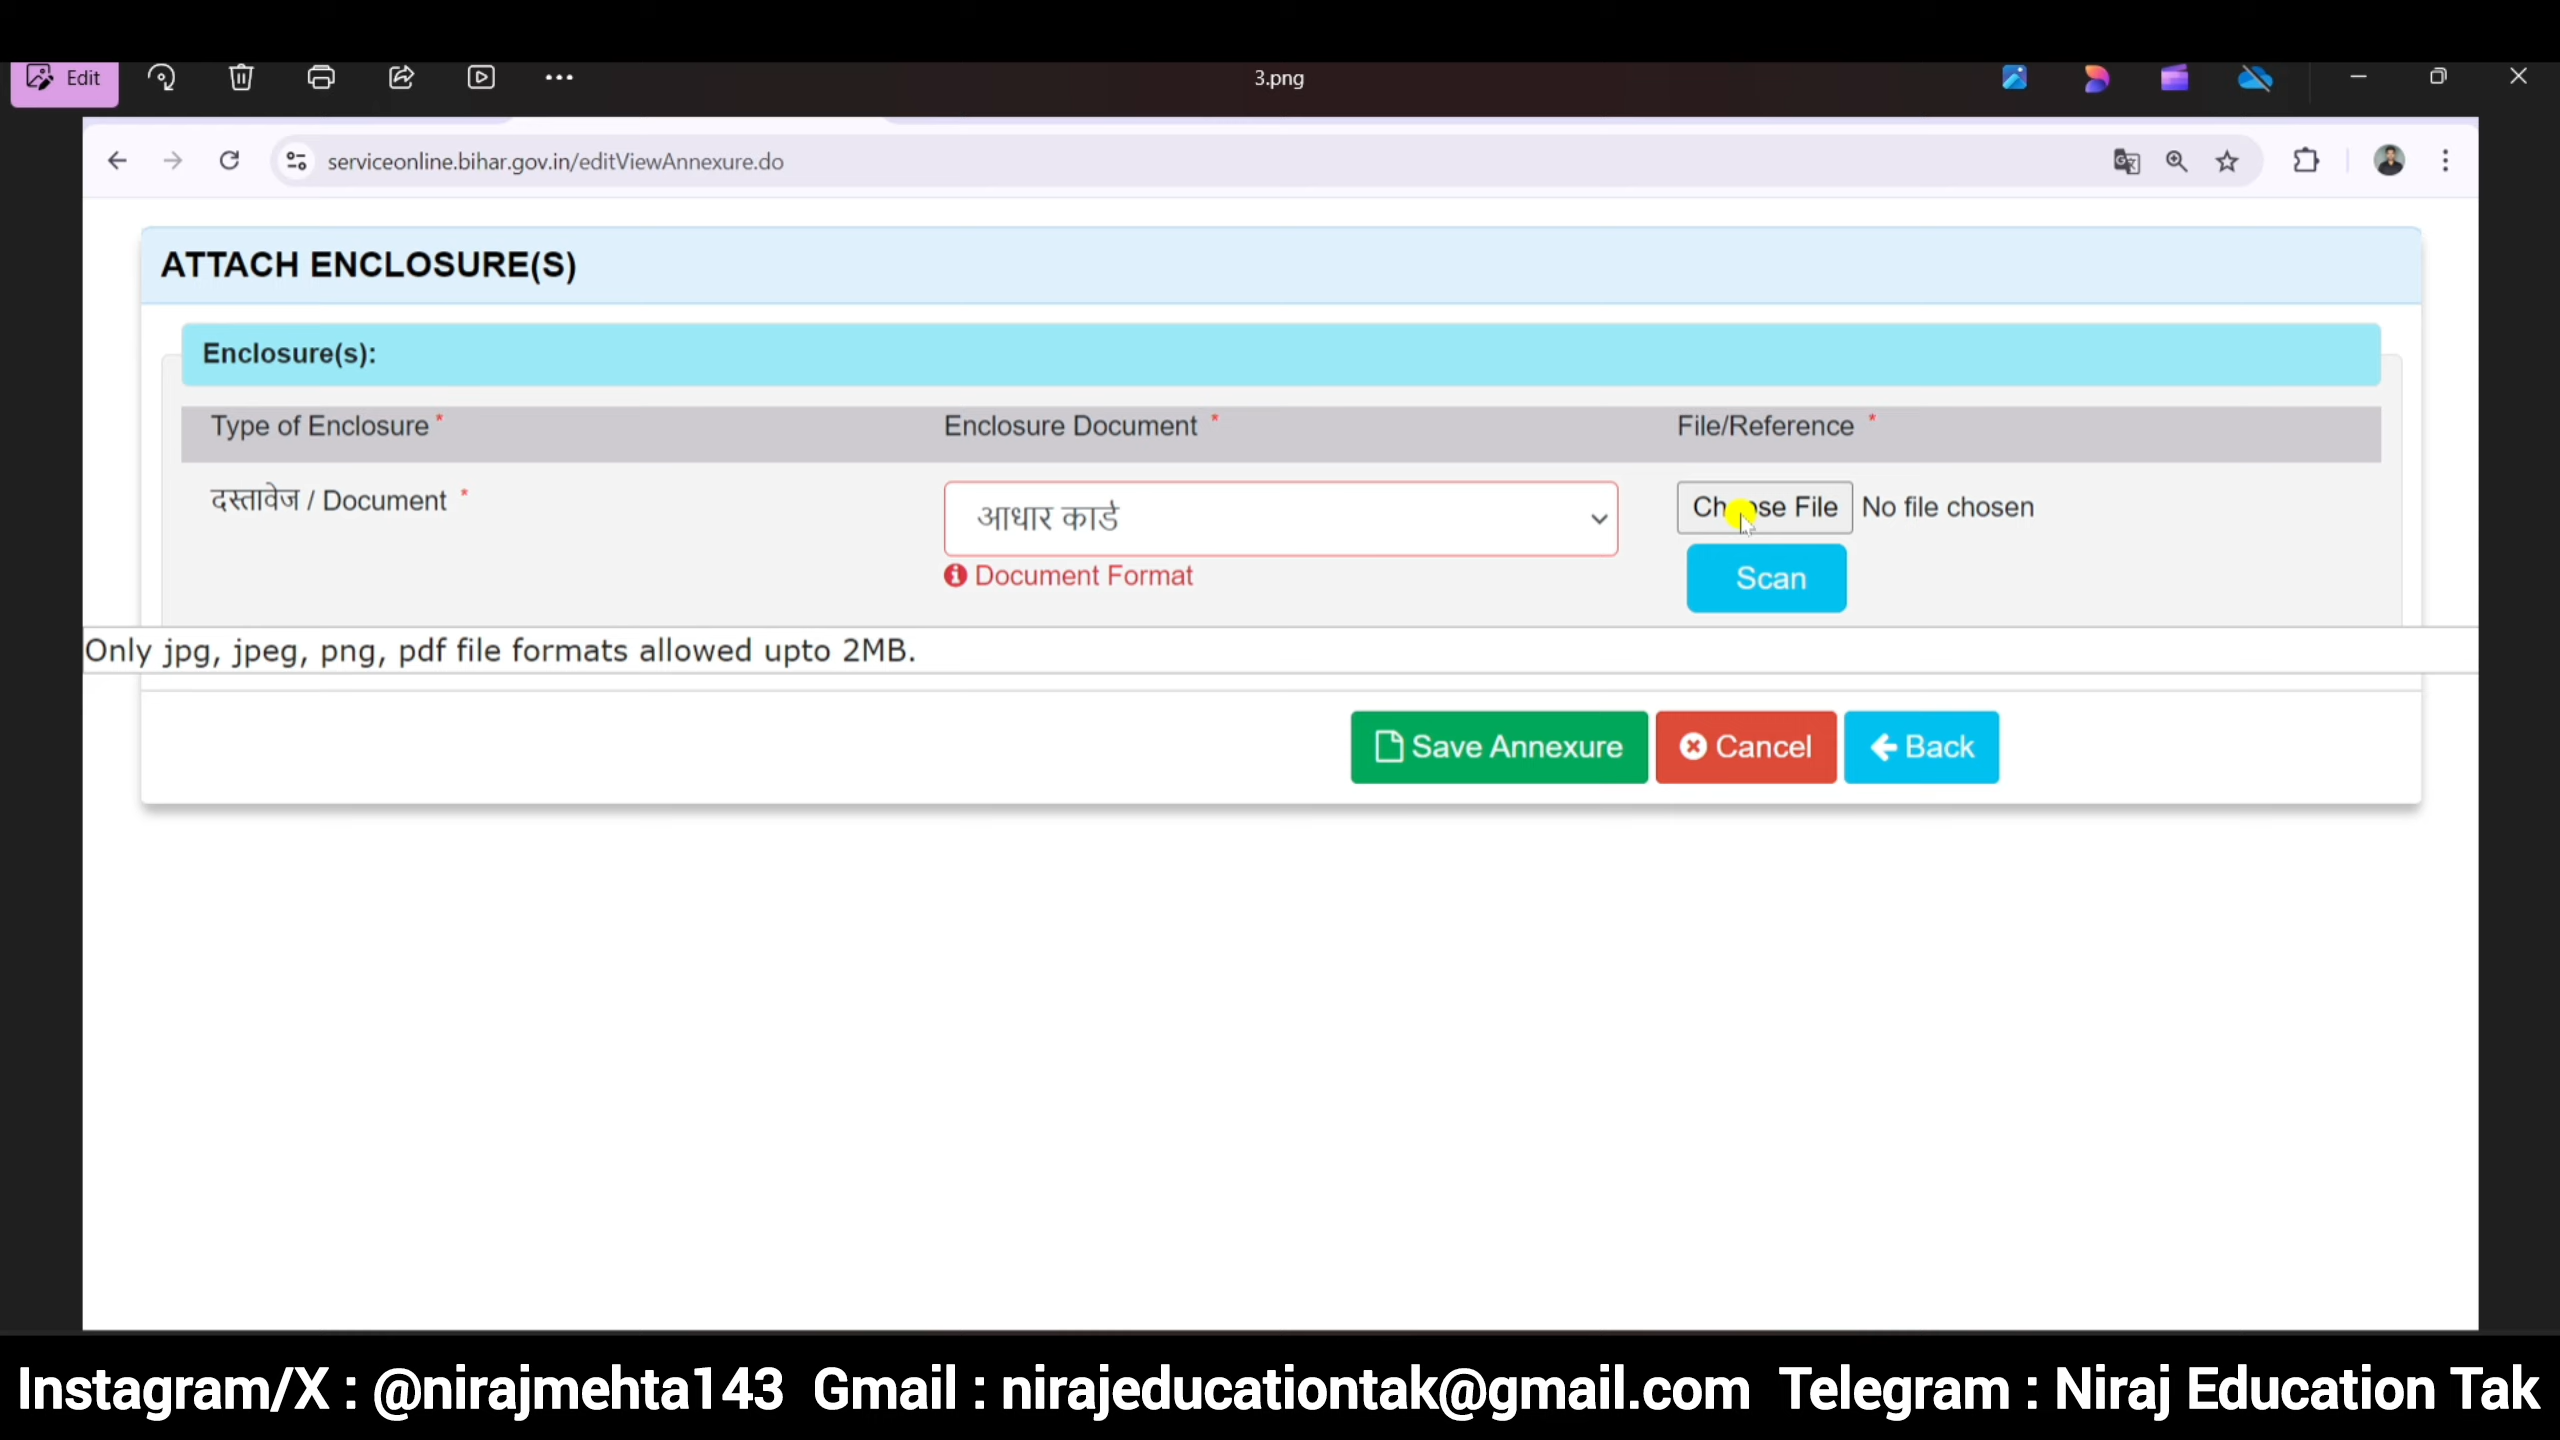 Edit
3.png
serviceonline.bihar.gov.in/editViewAnnexure.do
ATTACH ENCLOSURE(S)
Enclosure(s):
Type of Enclosure * Enclosure Document * File/Reference *
दस्तावेज / Document * आधार कार्ड Choose File No file chosen
Document Format
Scan
Only jpg, jpeg, png, pdf file formats allowed upto 2MB.
Save Annexure Cancel Back
Instagram/X : @nirajmehta143 Gmail : nirajeducationtak@gmail.com Telegram : Niraj Education Tak